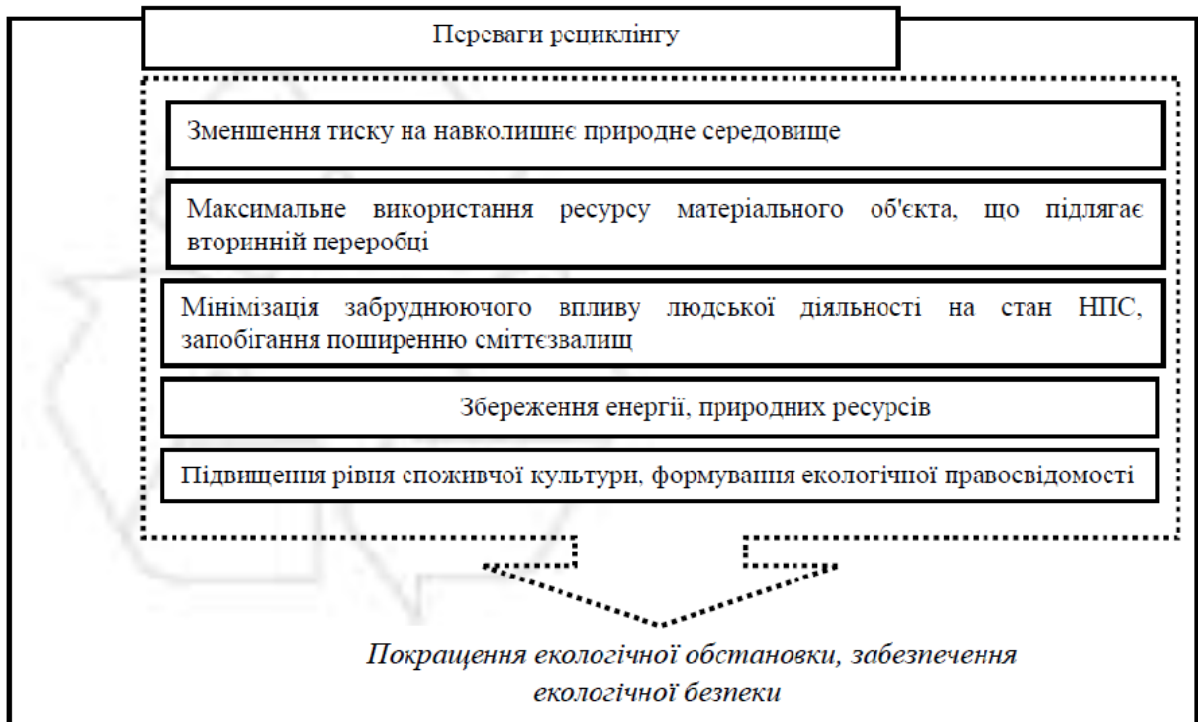 Переваги рециклінгу
Зменшення тиску на навколишнє природне середовище
Максимальне використання ресурсу матеріального об'єкта, що підлягає
вторинній переробці
Мінімізація забруднюючого впливу людської діяльності на стан НПС,
запобігання поширенню сміттєзвалищ
Збереження енергії, природних ресурсів
Підвищення рівня споживчої культури, формування екологічної правосвідомості
Покращення екологічної обстановки, забезпечення
екологічної безпеки